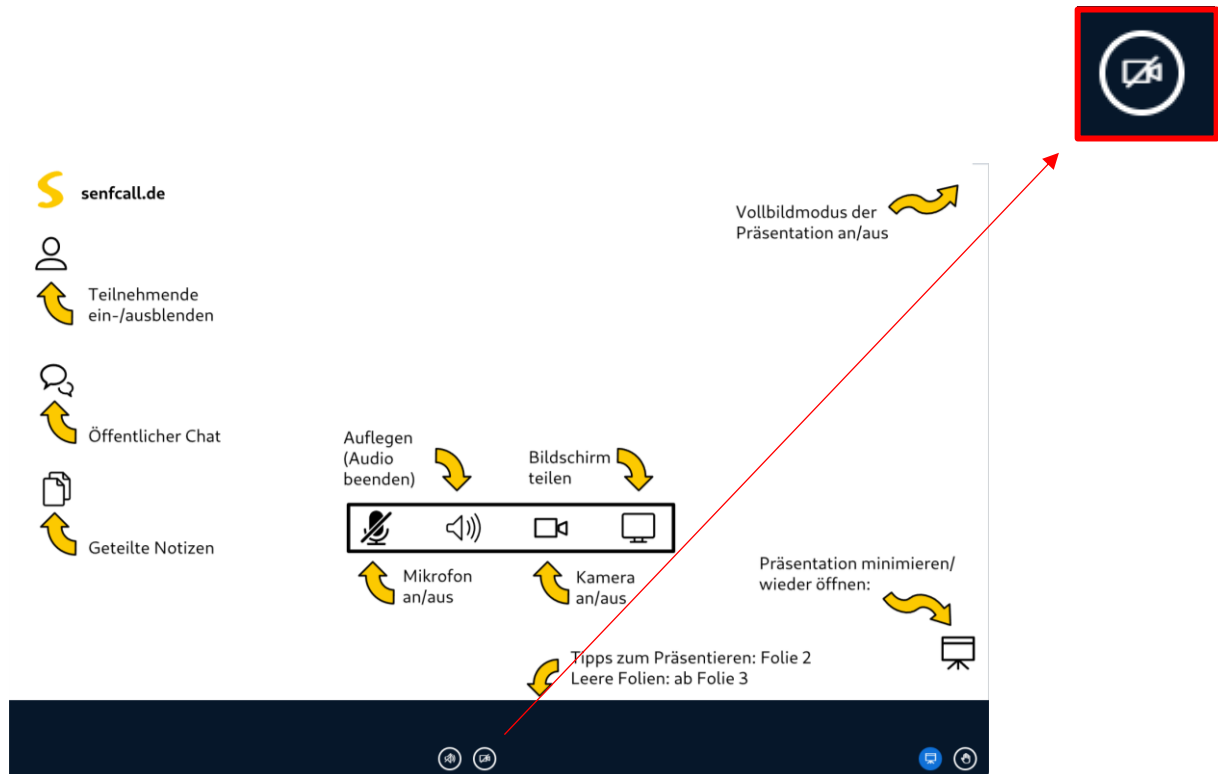 senfcall.de
Vollbildmodus der
Präsentation an/aus
Teilnehmende
ein-/ausblenden
Öffentlicher Chat
Geteilte Notizen
Auflegen
(Audio
beenden)
Bildschirm
teilen
Mikrofon
an/aus
Kamera
an/aus
Präsentation minimieren/
wieder öffnen:
Tipps zum Präsentieren: Folie 2
Leere Folien: ab Folie 3